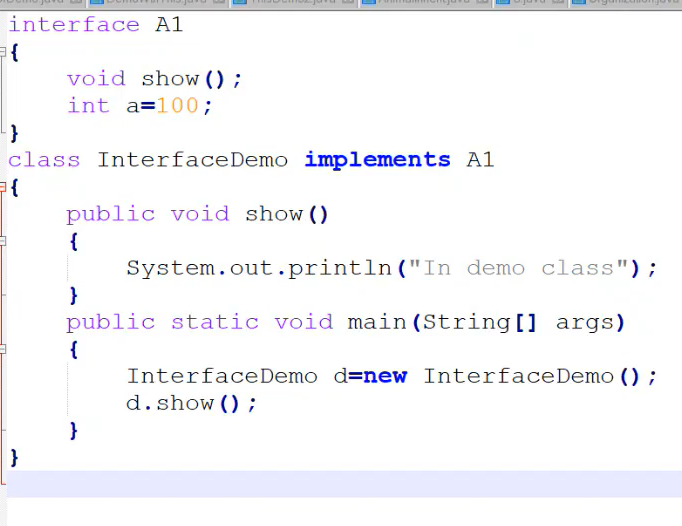 interface A1
{
void show();
int a=100;
}
class InterfaceDemo implements A1
{
public void show()
{
System.out.println("In demo class");
}
public static void main(String[] args)
{
InterfaceDemo d=new InterfaceDemo();
d.show();
}
}